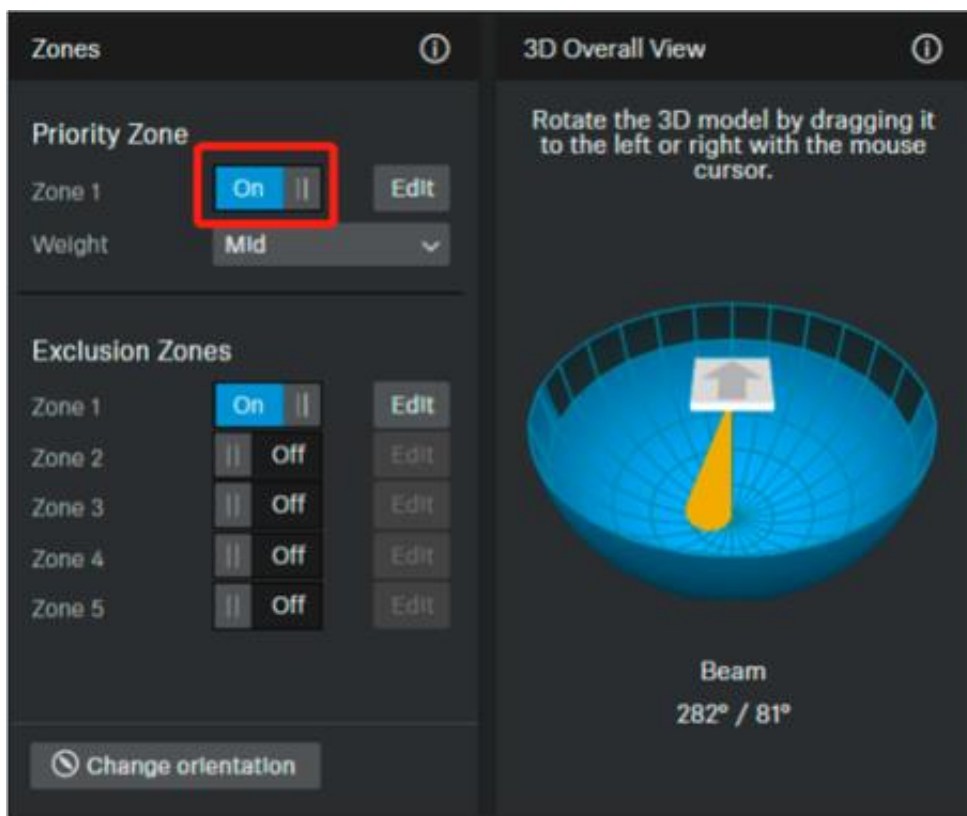 Zones
Priority Zone
Zone 1 On Edit
Weight Mid
Exclusion Zones
Zone 1 On Edit
Zone 2 Off Edit
Zone 3 Off Edit
Zone 4 Off Edit
Zone 5 Off Edit
Change orientation
3D Overall View
Rotate the 3D model by dragging it
to the left or right with the mouse
cursor.
Beam
282° / 81°